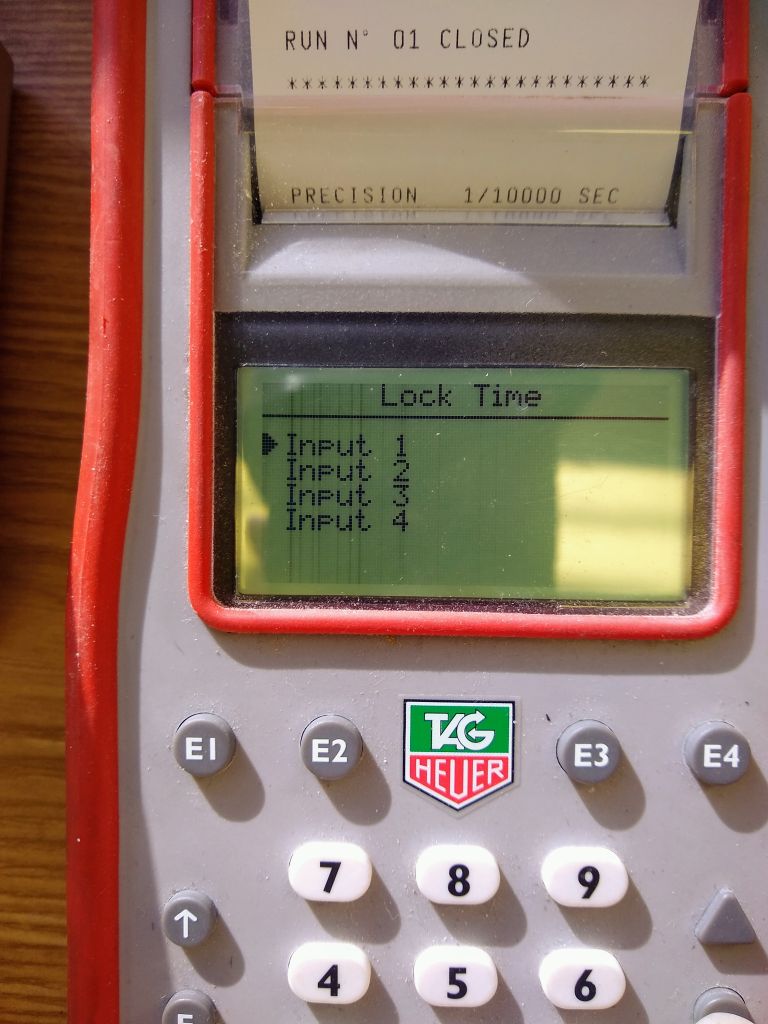 RUN N° 01 CLOSED
************************
PRECISION 1/10000 SEC
Lock Time
Input 1
Input 2
Input 3
Input 4
E1 E2 TAG E3 E4
HEUER
7 8 9
↑
4 5 6